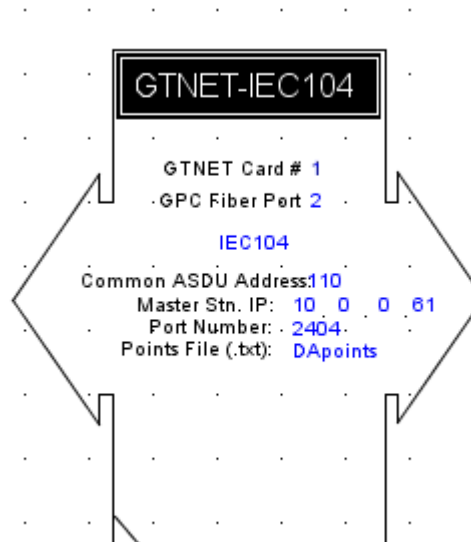 GTNET-IEC104
GTNET Card # 1
GPC Fiber Port 2
IEC104
Common ASDU Address: 110
Master Stn. IP: 10 0 0 61
Port Number: 2404
Points File (.txt): DApoints